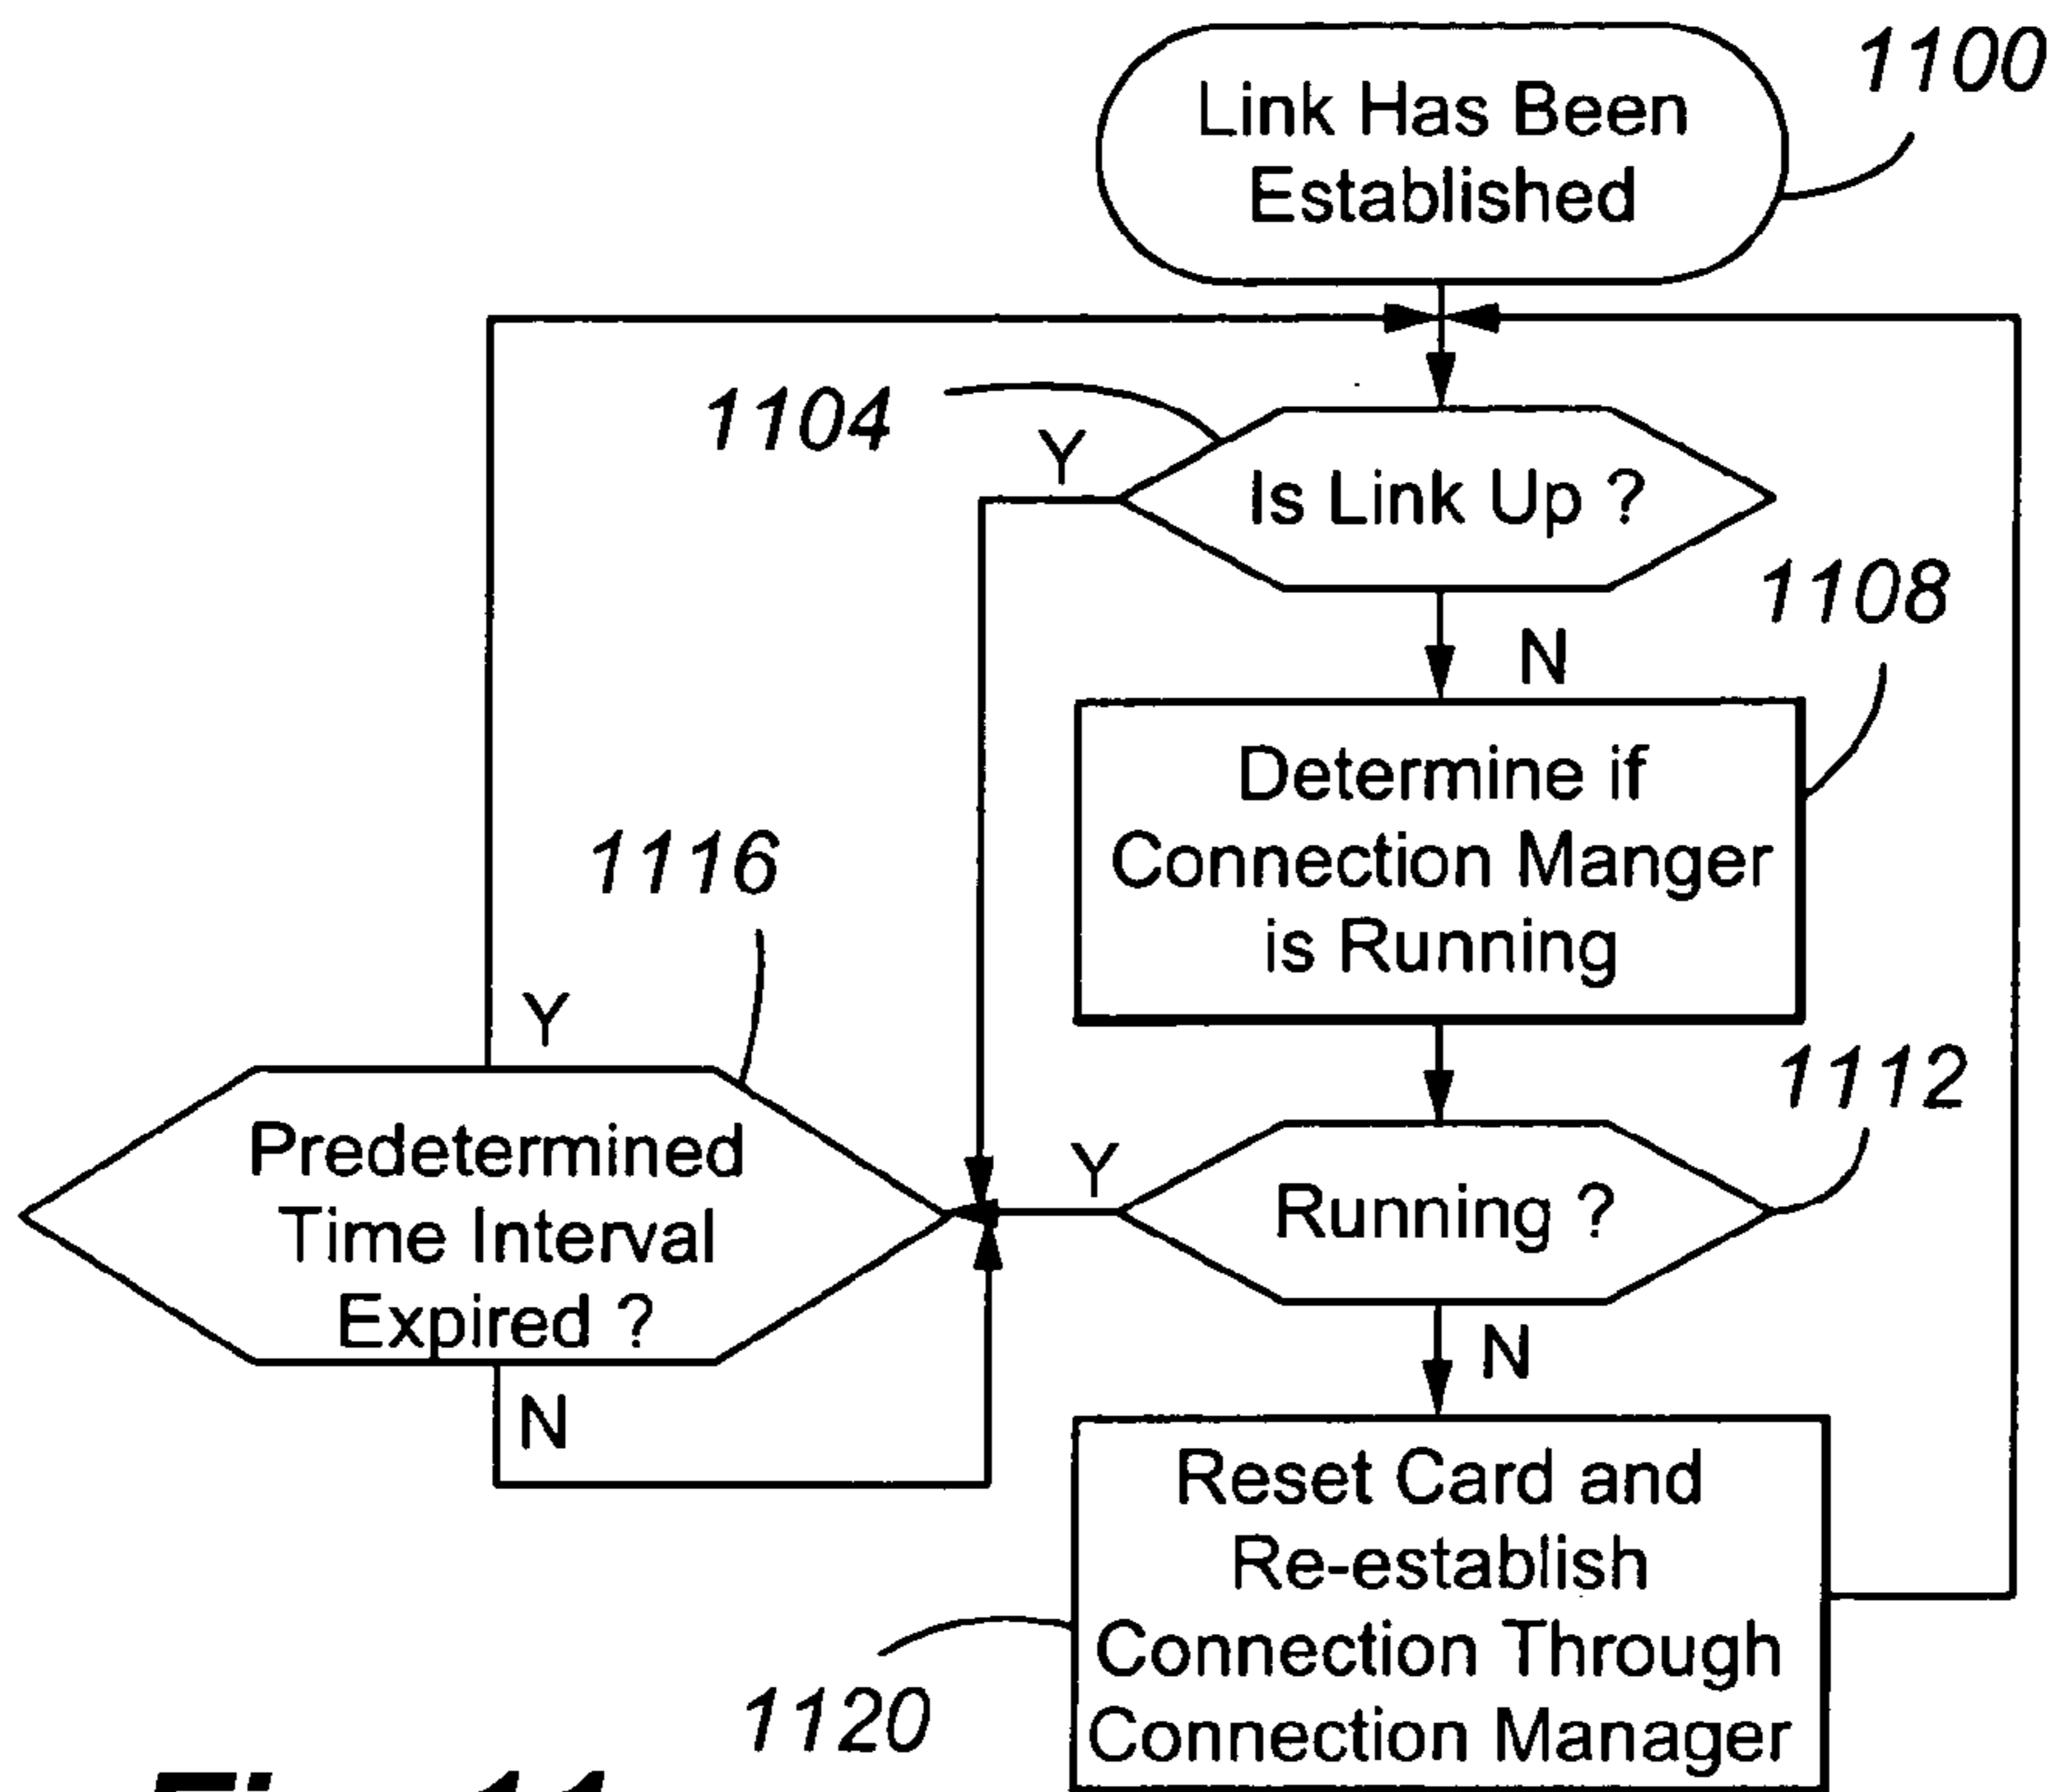 Link Has Been
Established
1100
1104
Y
Is Link Up ?
N
1108
Determine if
Connection Manger
is Running
1116
Y
Predetermined
Time Interval
Expired ?
N
Y
Running ?
1112
N
Reset Card and
Re-establish
Connection Through
Connection Manager
1120